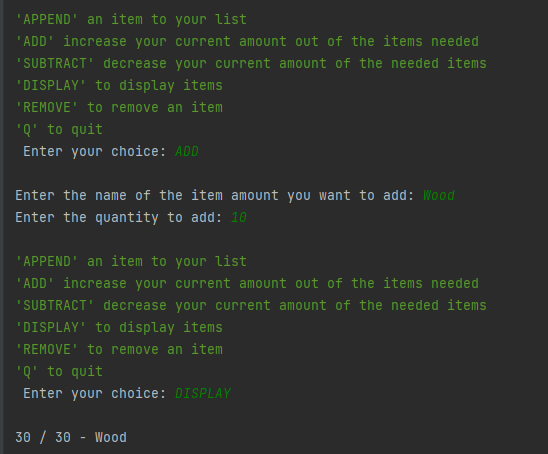 'APPEND' an item to your list
'ADD' increase your current amount out of the items needed
'SUBTRACT' decrease your current amount of the needed items
'DISPLAY' to display items
'REMOVE' to remove an item
'Q' to quit
Enter your choice: ADD
Enter the name of the item amount you want to add: Wood
Enter the quantity to add: 10
'APPEND' an item to your list
'ADD' increase your current amount out of the items needed
'SUBTRACT' decrease your current amount of the needed items
'DISPLAY' to display items
'REMOVE' to remove an item
'Q' to quit
Enter your choice: DISPLAY
30 / 30 - Wood